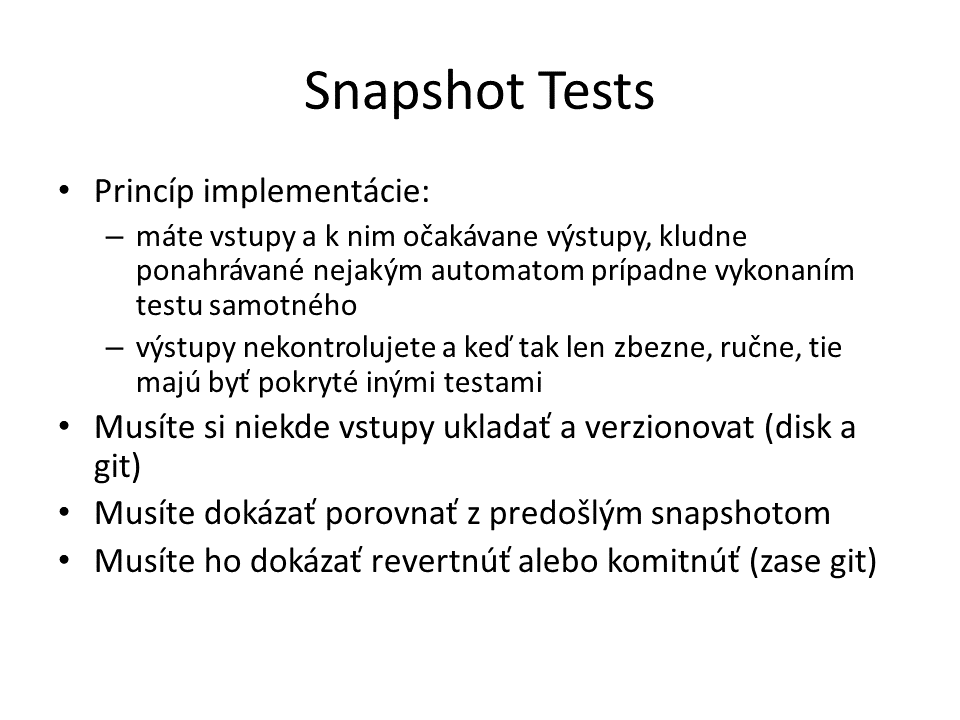 Snapshot Tests
• Princíp implementácie:
– máte vstupy a k nim očakávane výstupy, kludne
ponahrávané nejakým automatom prípadne vykonaním
testu samotného
– výstupy nekontrolujete a keď tak len zbezne, ručne, tie
majú byť pokryté inými testami
• Musíte si niekde vstupy ukladať a verzionovat (disk a
git)
• Musíte dokázať porovnať z predošlým snapshotom
• Musíte ho dokázať revertnúť alebo komitnúť (zase git)